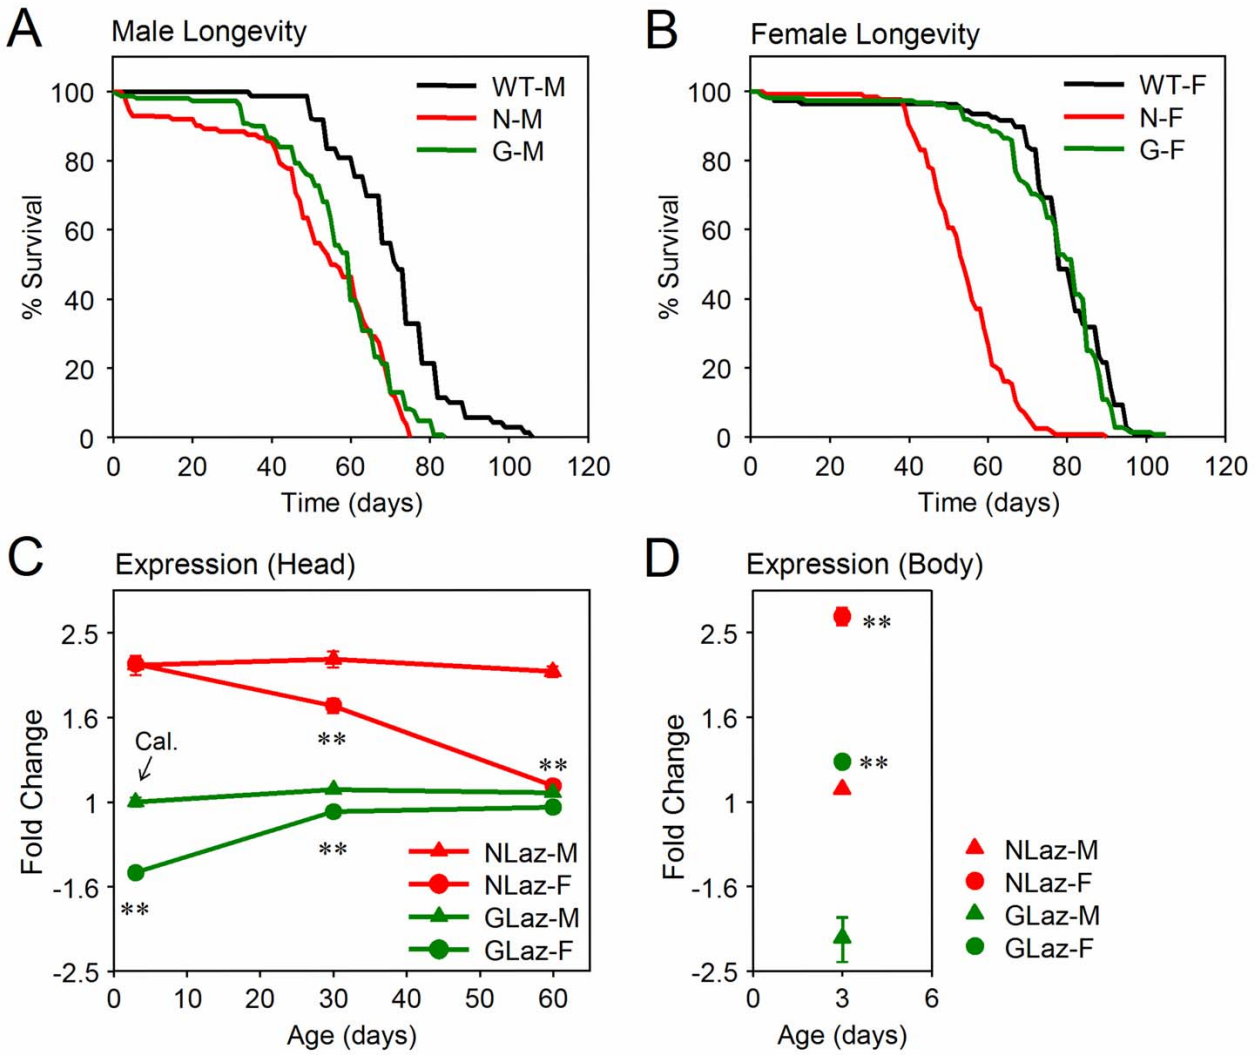 A
Male Longevity
WT-M
N-M
G-M
% Survival
100
80
60
40
20
0
0 20 40 60 80 100 120
Time (days)
B
Female Longevity
WT-F
N-F
G-F
% Survival
100
80
60
40
20
0
0 20 40 60 80 100 120
Time (days)
C
Expression (Head)
Fold Change
2.5
1.6
1
-1.6
-2.5
Cal.
**
**
**
**
NLaz-M
NLaz-F
GLaz-M
GLaz-F
0 10 20 30 40 50 60
Age (days)
D
Expression (Body)
Fold Change
2.5
1.6
1
-1.6
-2.5
**
**
0 3 6
Age (days)
NLaz-M
NLaz-F
GLaz-M
GLaz-F